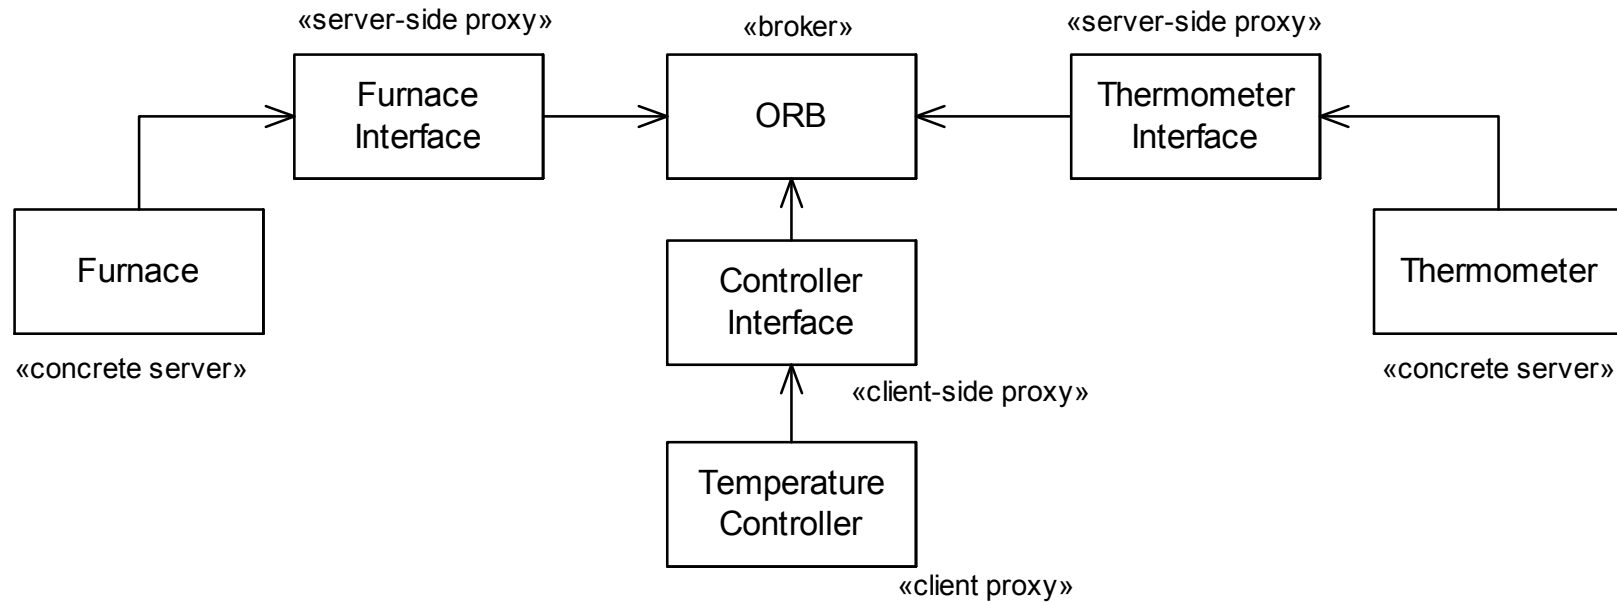 «server-side proxy»
«broker»
«server-side proxy»
Furnace
Interface
ORB
Thermometer
Interface
Furnace
Controller
Interface
Thermometer
«concrete server»
«client-side proxy»
«concrete server»
Temperature
Controller
«client proxy»